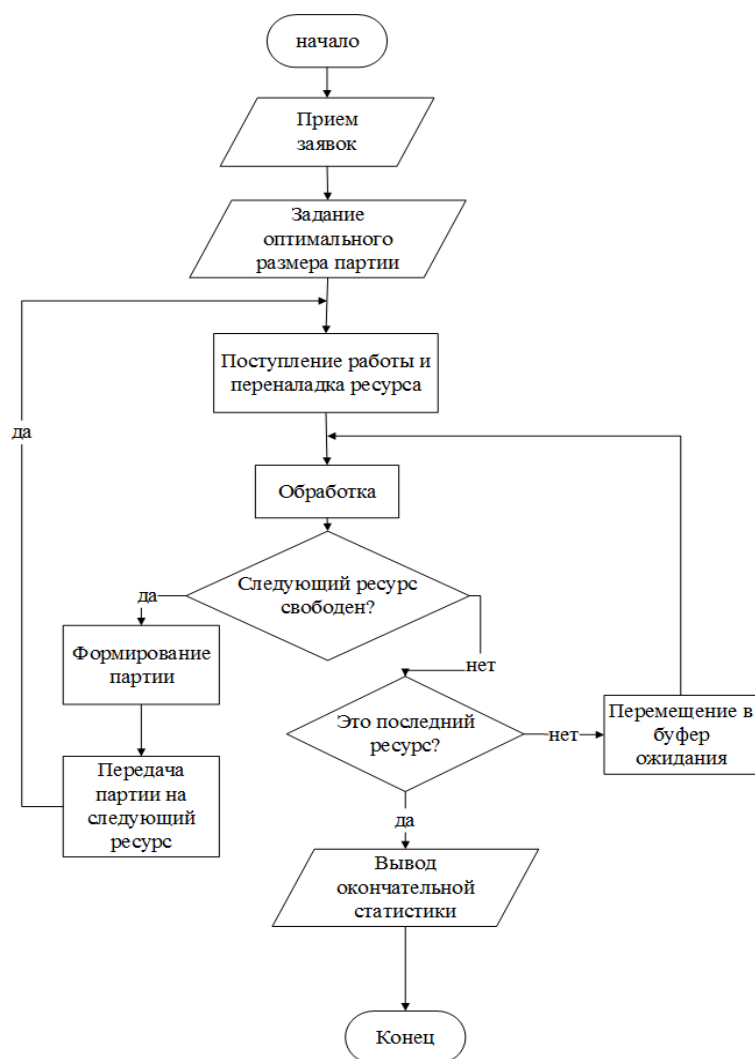 начало
Прием
заявок
Задание
оптимального
размера партии
Поступление работы и
переналадка ресурса
да
Обработка
Следующий ресурс
свободен?
да
Формирование
партии
нет
Это последний
ресурс?
нет
Перемещение в
буфер
ожидания
Передача
партии на
следующий
ресурс
да
Вывод
окончательной
статистики
Конец